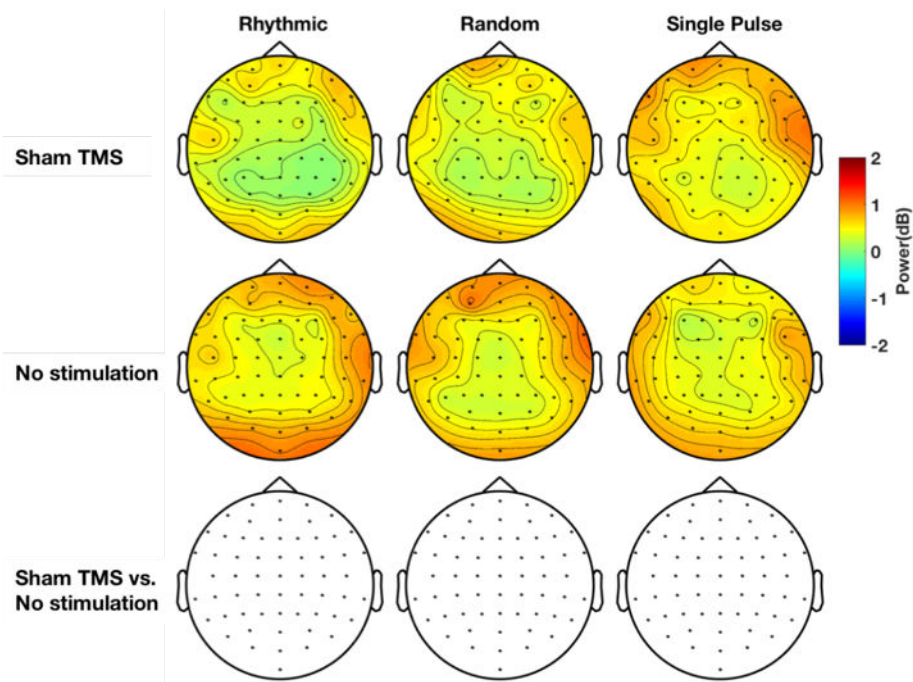 Rhythmic
Random
Single Pulse
Sham TMS
No stimulation
Sham TMS vs.
No stimulation
2
1
0
-1
-2
Power(dB)